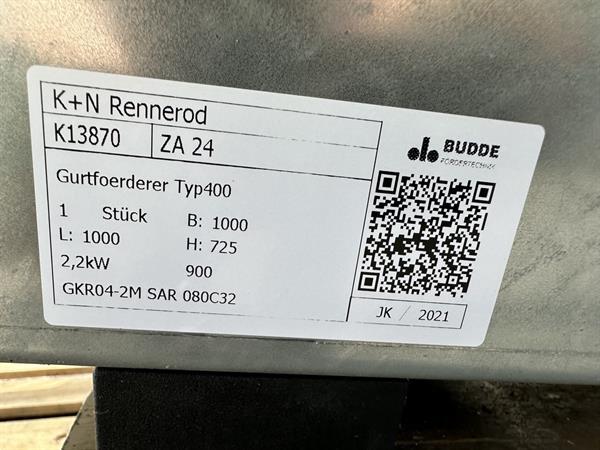 K+N Rennerod
K13870 ZA 24
BUDDE
FÖRDERTECHNIK
Gurtfoerderer Typ400
1 Stück B: 1000
L: 1000 H: 725
2,2kW 900
GKR04-2M SAR 080C32
JK / 2021